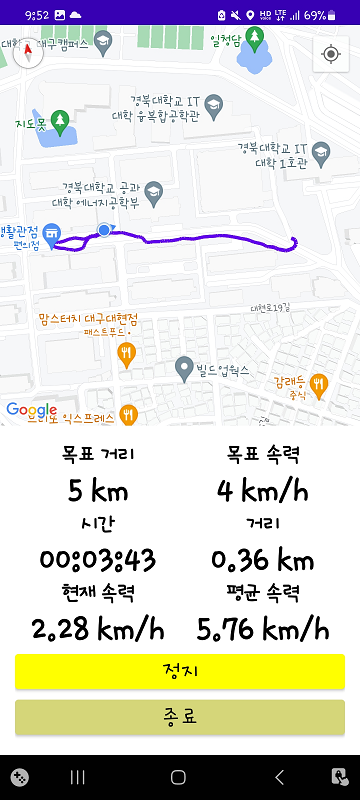 9:52
HD VOICE LTE 69%
대구캠퍼스
일청담
경북대학교 IT
대학 융복합공학관
지도못
경북대학교 IT
대학 1호관
경북대학교 공과
대학 에너지공학부
생활관점
편의점
대현로19길
맘스터치 대구대현점
패스트푸드
빌드업웍스
감래등
중식
Google
익스프레스
목표 거리
목표 속력
5 km
4 km/h
시간
거리
00:03:43
0.36 km
현재 속력
평균 속력
2.28 km/h
5.76 km/h
정지
종료